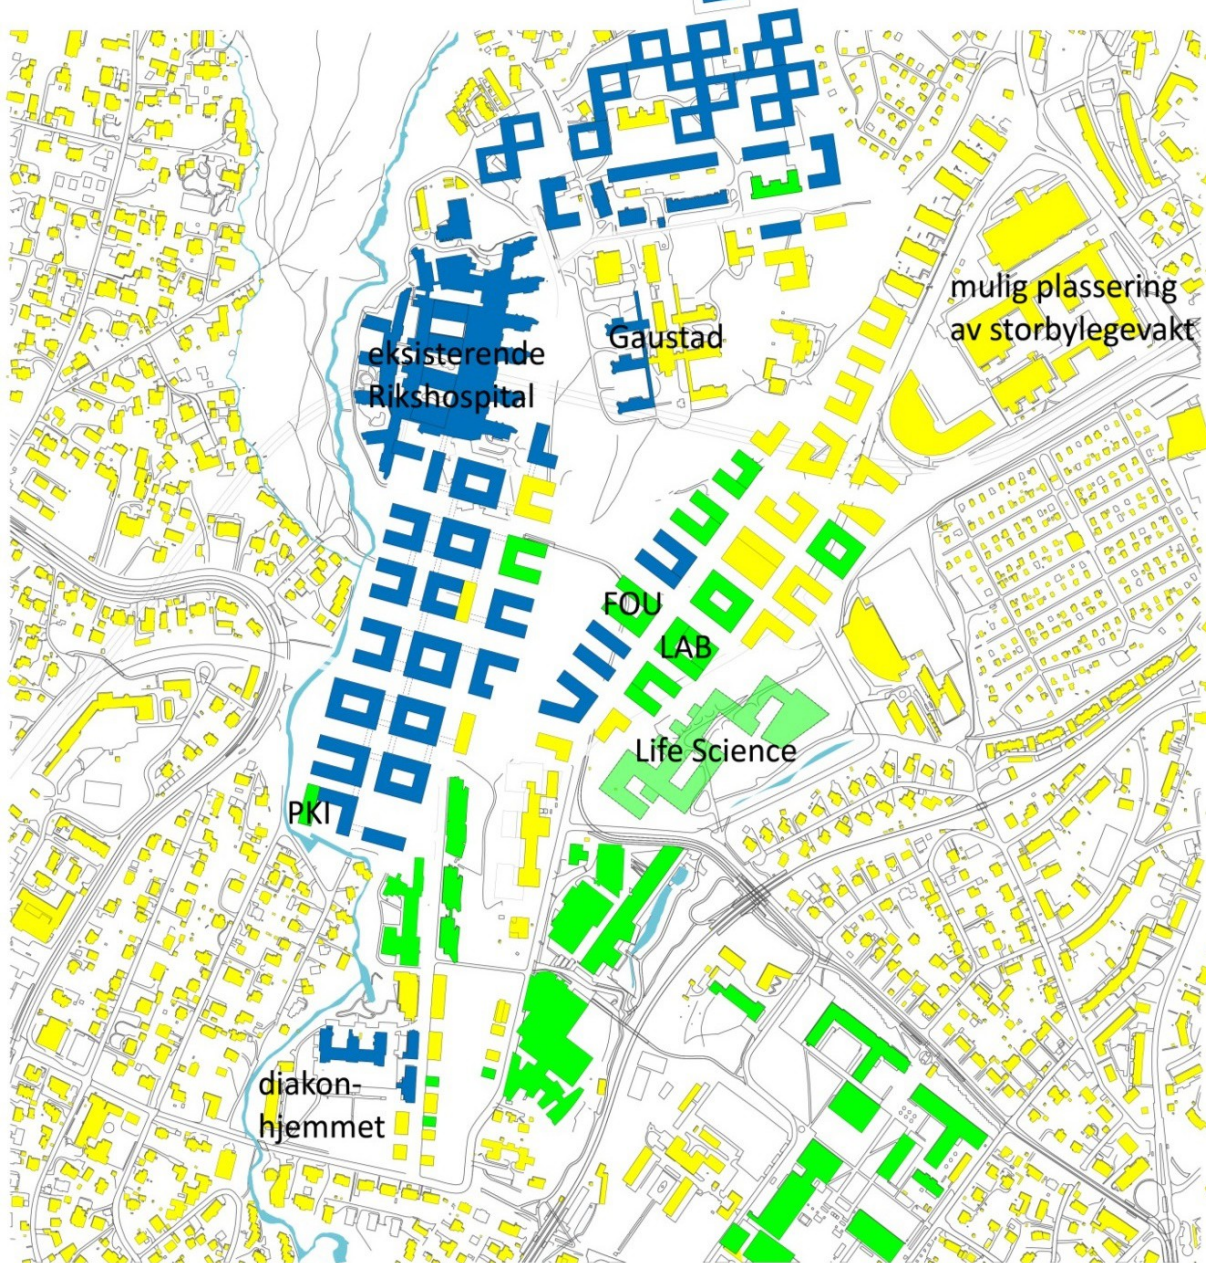 mulig plassering
av storbylegevakt
Gaustad
eksisterende
Rikshospital
FOU
LAB
Life Science
PKI
diakon-
hjemmet